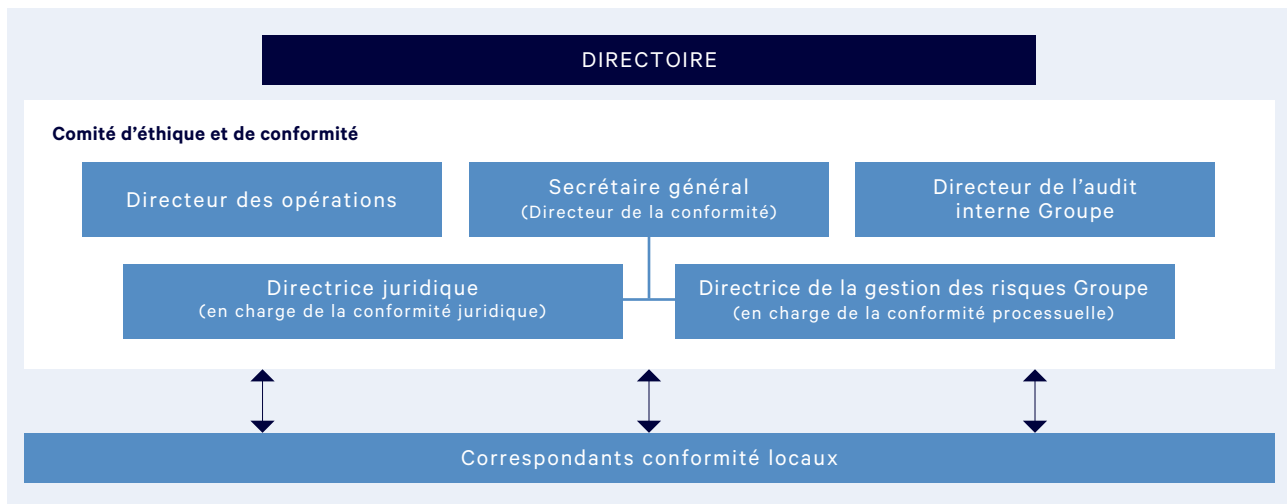 DIRECTOIRE
Comité d’éthique et de conformité
Directeur des opérations
Secrétaire général
(Directeur de la conformité)
Directeur de l’audit
interne Groupe
Directrice juridique
(en charge de la conformité juridique)
Directrice de la gestion des risques Groupe
(en charge de la conformité processuelle)
Correspondants conformité locaux